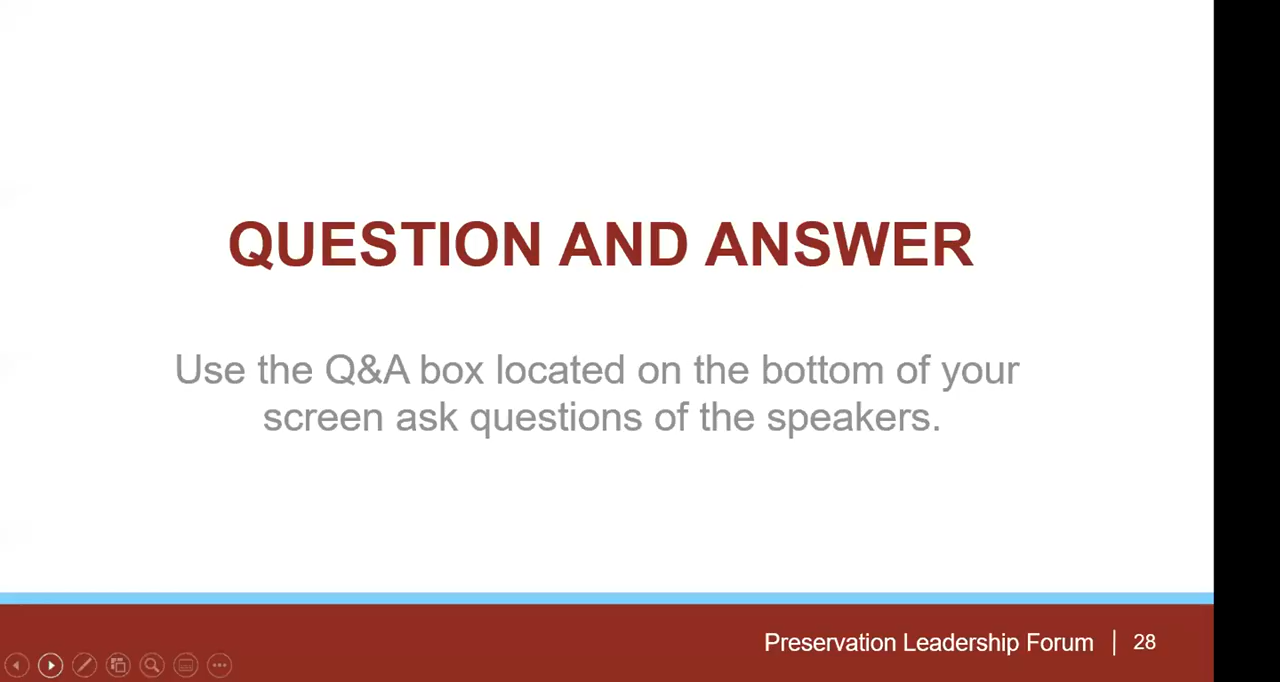 QUESTION AND ANSWER
Use the Q&A box located on the bottom of your
screen ask questions of the speakers.
Preservation Leadership Forum | 28